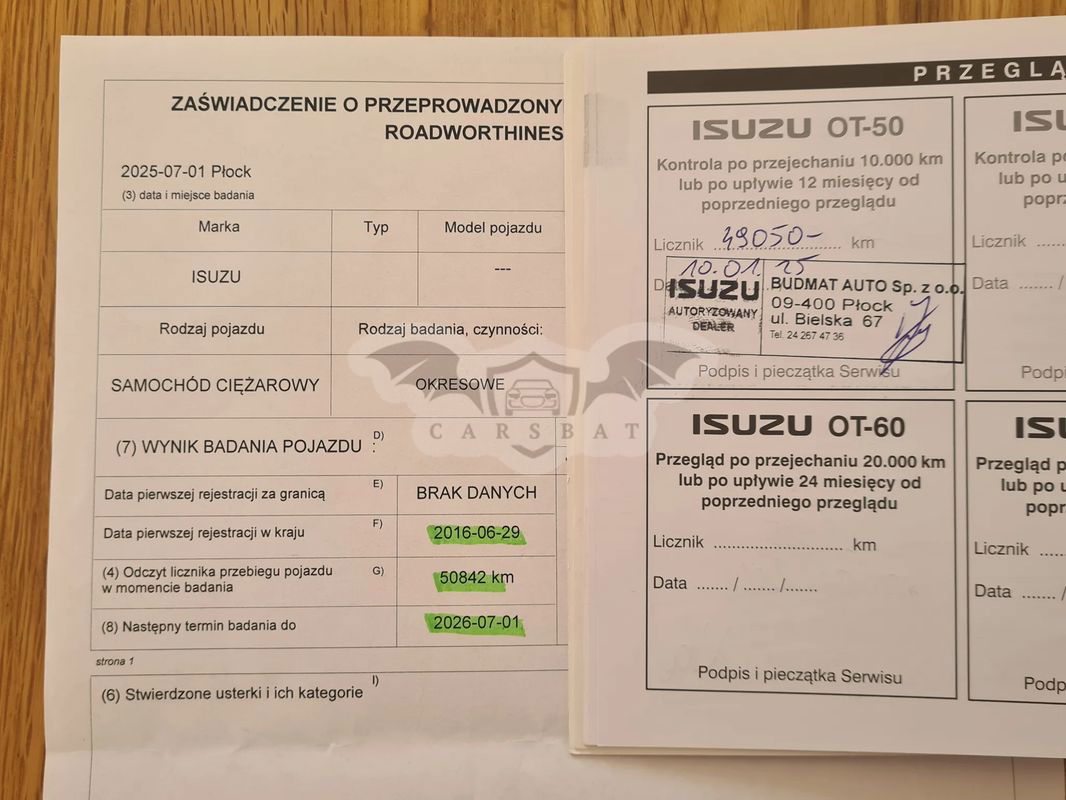 ZAŚWIADCZENIE O PRZEPROWADZONY
ROADWORTHINES
2025-07-01 Płock
(3) data i miejsce badania
Marka
Typ
Model pojazdu
ISUZU
---
Rodzaj pojazdu
Rodzaj badania, czynności:
SAMOCHÓD CIĘŻAROWY
OKRESOWE
(7) WYNIK BADANIA POJAZDU D) :
Data pierwszej rejestracji za granicą E) BRAK DANYCH
Data pierwszej rejestracji w kraju F) 2016-06-29
(4) Odczyt licznika przebiegu pojazdu G) 50842 km
w momencie badania
(8) Następny termin badania do 2026-07-01
strona 1
(6) Stwierdzone usterki i ich kategorie I)
CARSBAT
PRZEGLĄ
ISUZU OT-50
Kontrola po przejechaniu 10.000 km
lub po upływie 12 miesięcy od
poprzedniego przeglądu
Licznik 49050- km
10.01.25
ISUZU
AUTORYZOWANY
DEALER
BUDMAT AUTO Sp. z o.o.
09-400 Płock
ul. Bielska 67
Tel. 24 267 47 36
Podpis i pieczątka Serwisu
ISUZU OT-60
Przegląd po przejechaniu 20.000 km
lub po upływie 24 miesięcy od
poprzedniego przeglądu
Licznik ............................ km
Data ....... / ....... /.......
Podpis i pieczątka Serwisu
ISU
Kontrola po
lub po u
popr
Licznik .....
Data ....... /
Podp
ISU
Przegląd p
lub po u
popr
Licznik .....
Data ....... /
Podp